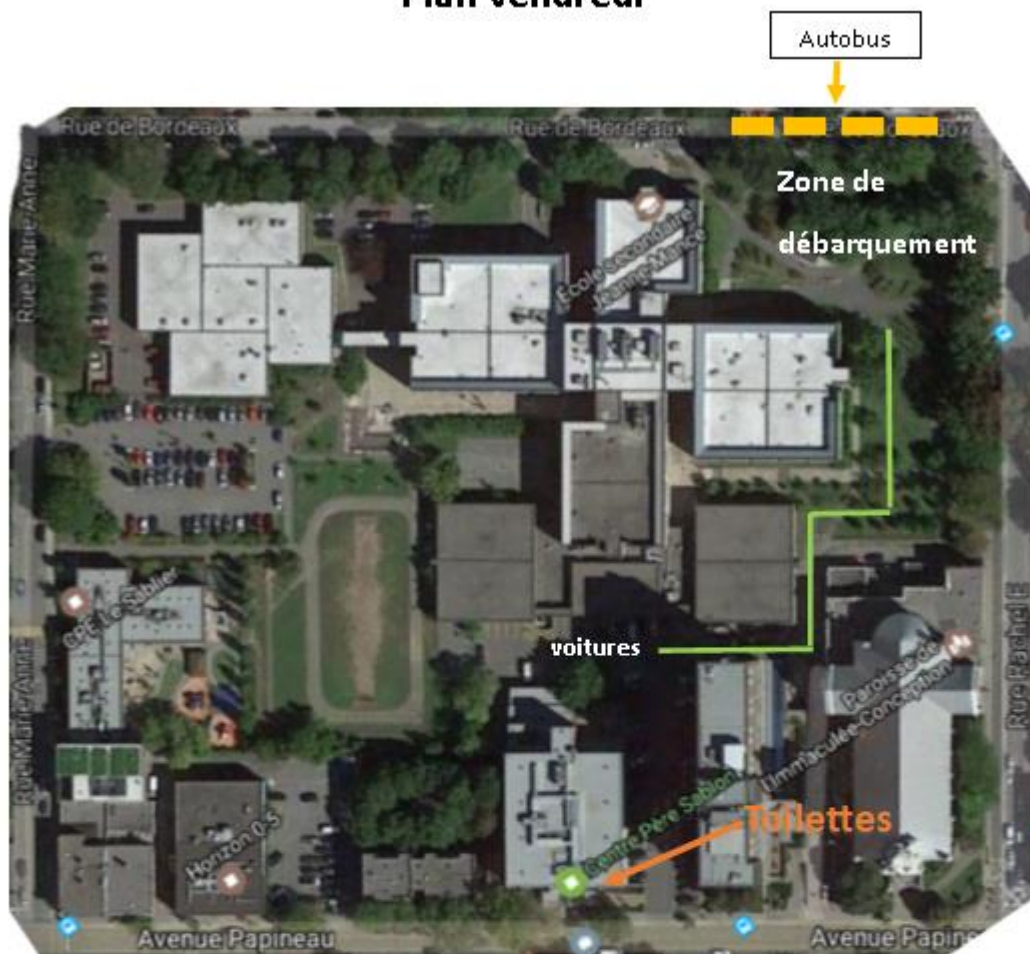 Plan vendredi
Autobus
Rue de Bordeaux
Rue de Bordeaux
Zone de
débarquement
Rue Marie-Anne
École secondaire
Jeanne-Mance
CPE Le Sablier
voitures
Paroisse de
l'Immaculée-Conception
Rue Rachel E
Rue Marie-Anne
Centre Père Sablon
Toilettes
Horizon 0-5
Avenue Papineau
Avenue Papine